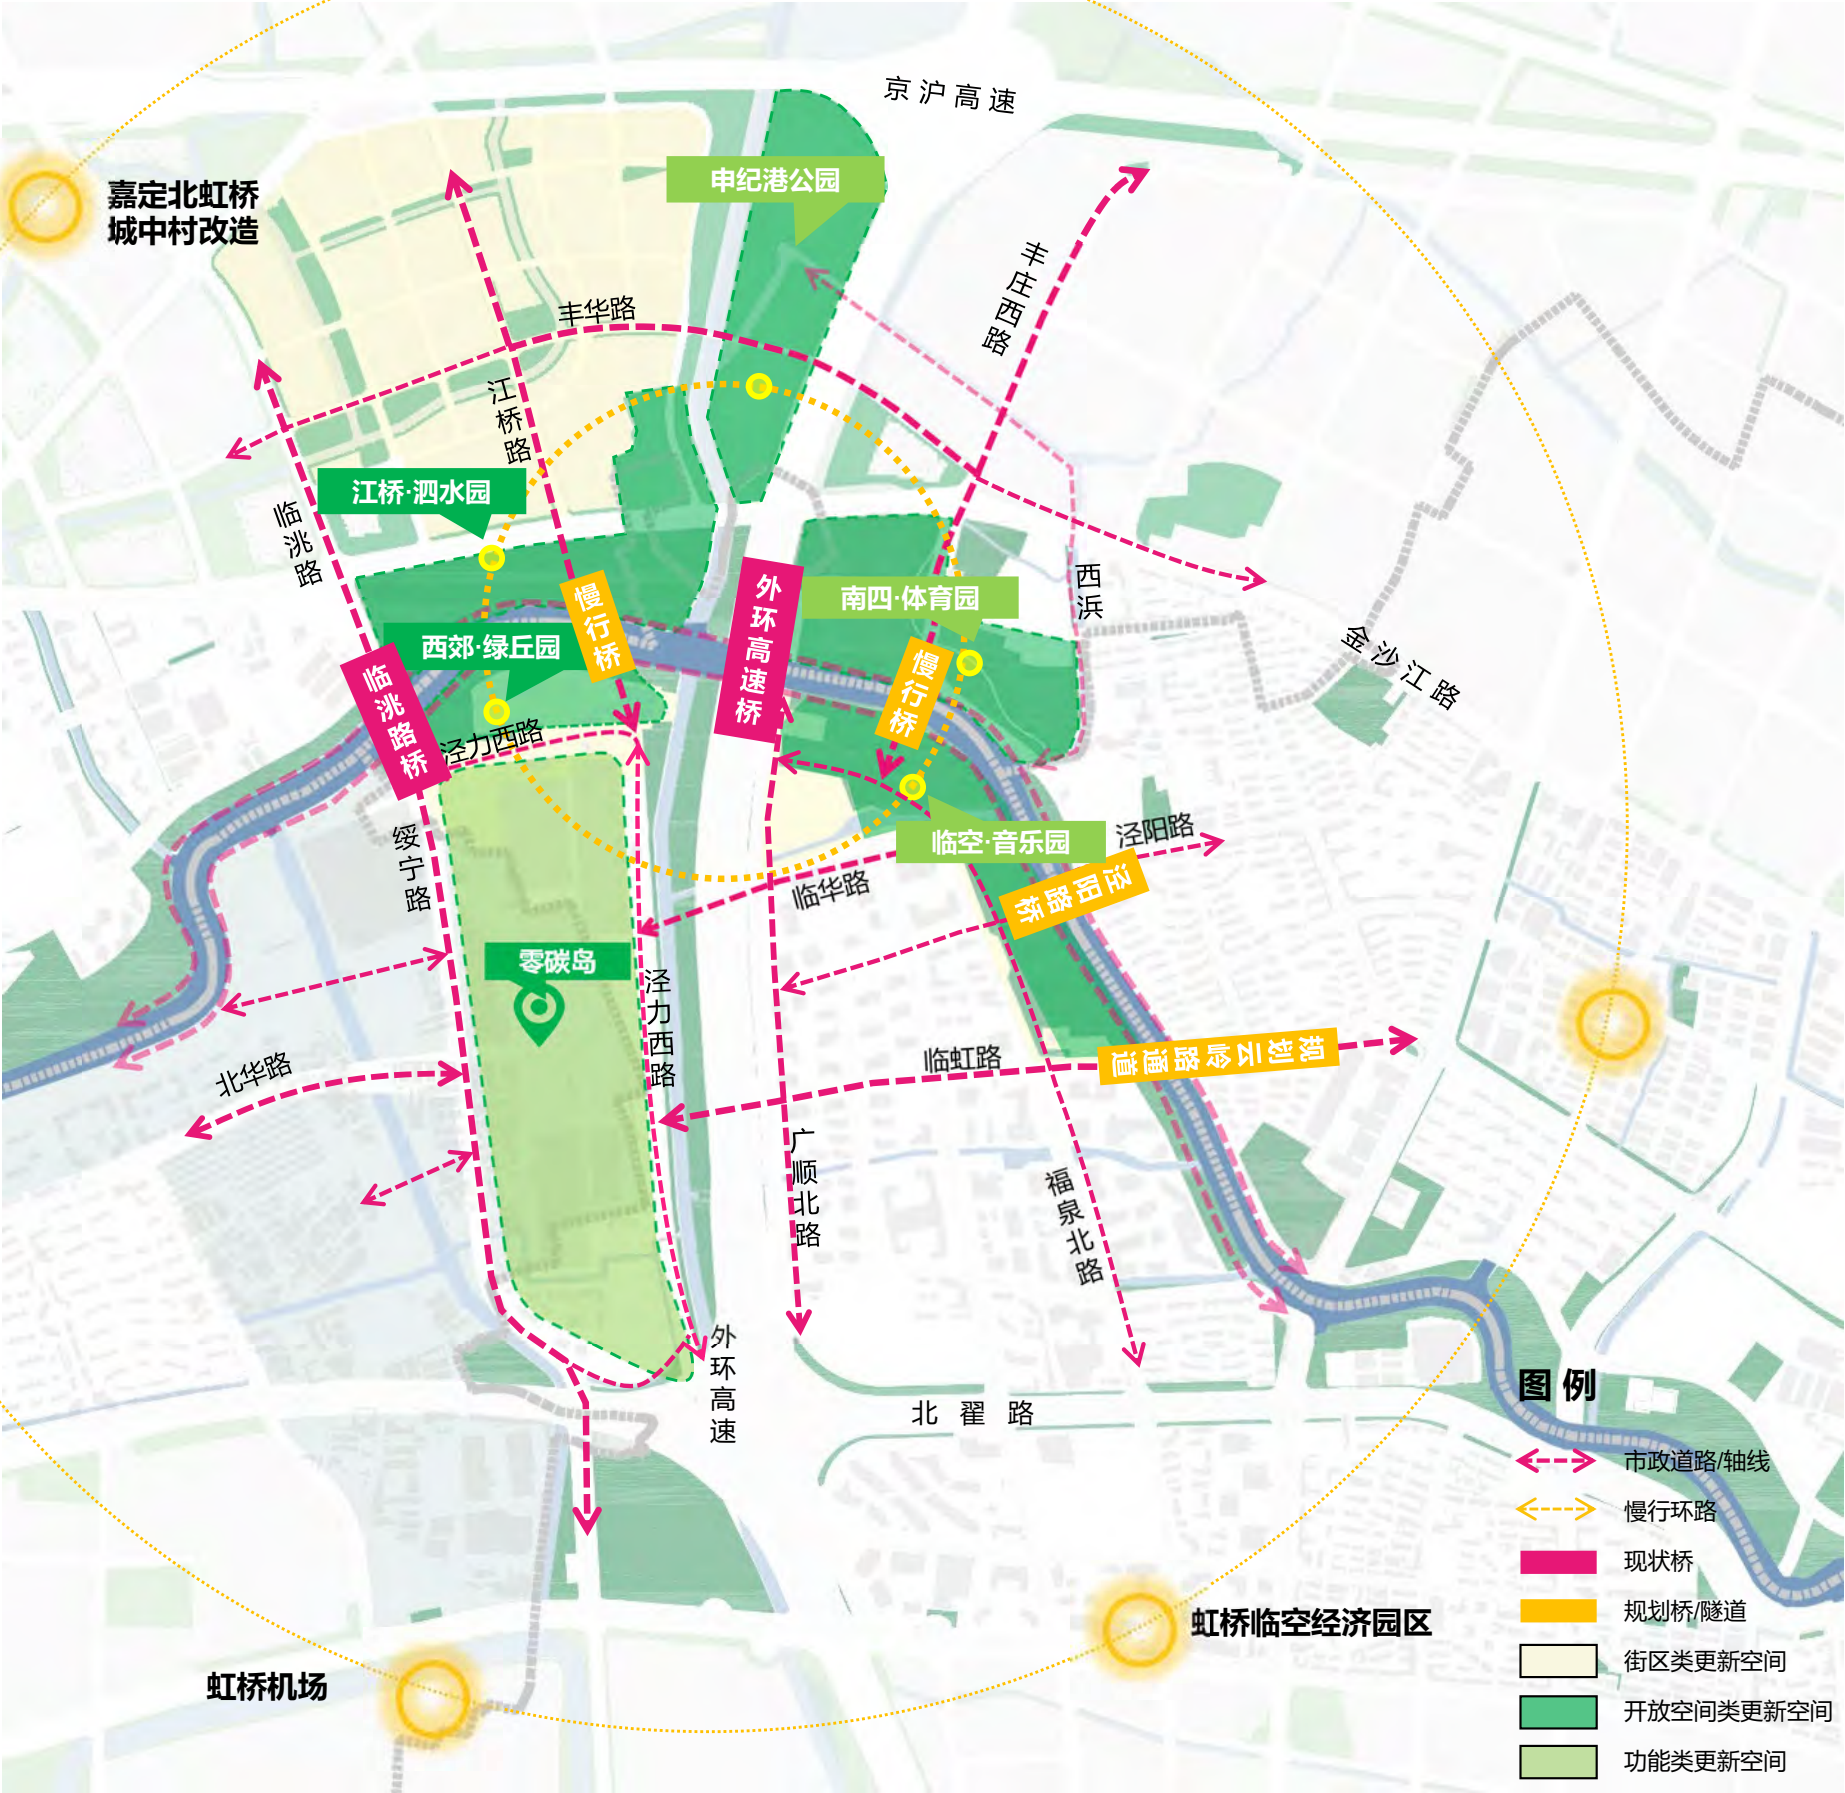 京沪高速
申纪港公园
嘉定北虹桥
城中村改造
丰庄西路
丰华路
江桥路
江桥·泗水园
临洮路
外环高速桥
西浜
慢行桥
南四·体育园
西郊·绿丘园
金沙江路
临洮路桥
慢行桥
泾力西路
绥宁路
临空·音乐园
泾阳路
临华路
泾阳路桥
零碳岛
泾力西路
规划云岭路通道
临虹路
北华路
广顺北路
福泉北路
外环高速
北翟路
虹桥临空经济园区
虹桥机场
图例
市政道路/轴线
慢行环路
现状桥
规划桥/隧道
街区类更新空间
开放空间类更新空间
功能类更新空间